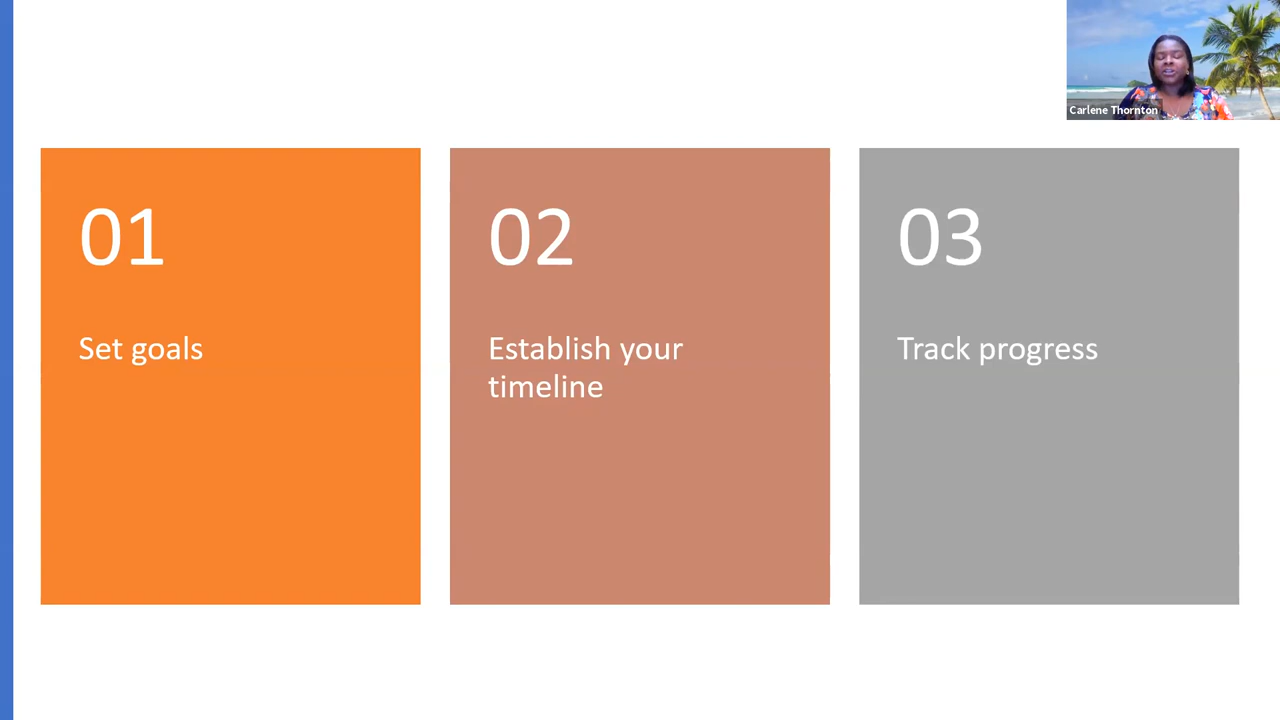 Carlene Thornton
01
Set goals
02
Establish your
timeline
03
Track progress